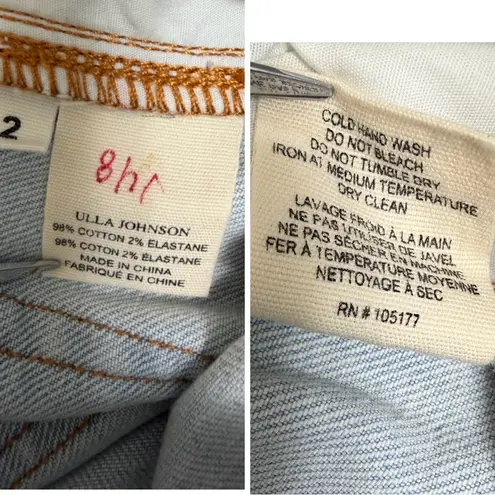 2
ULLA JOHNSON
98% COTTON 2% ELASTANE
98% COTON 2% ELASTANE
MADE IN CHINA
FABRIQUÉ EN CHINE
COLD HAND WASH
DO NOT BLEACH
DO NOT TUMBLE DRY
IRON AT MEDIUM TEMPERATURE
DRY CLEAN
LAVAGE FROID À LA MAIN
NE PAS UTILISER DE JAVEL
NE PAS SÉCHER EN MACHINE
FER À TEMPERATURE MOYENNE
NETTOYAGE À SEC
RN # 105177